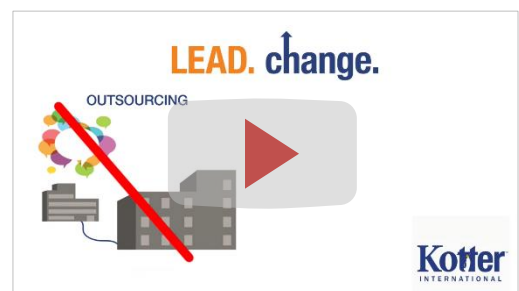 LEAD. change.
OUTSOURCING
Kotter
INTERNATIONAL